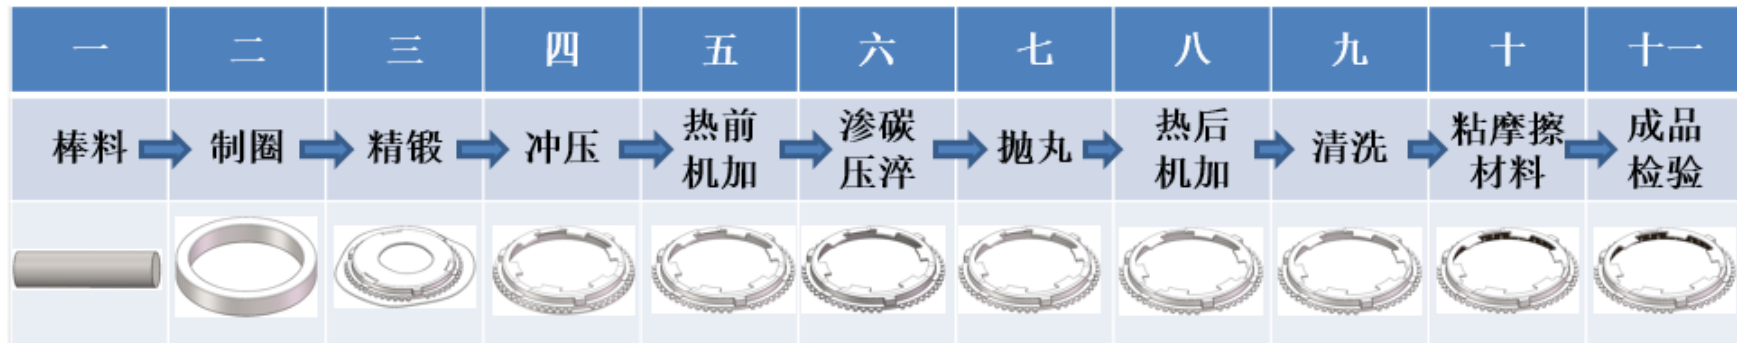 一 二 三 四 五 六 七 八 九 十 十一
棒料 制圈 精锻 冲压 热前机加 渗碳压淬 抛丸 热后机加 清洗 粘摩擦材料 成品检验